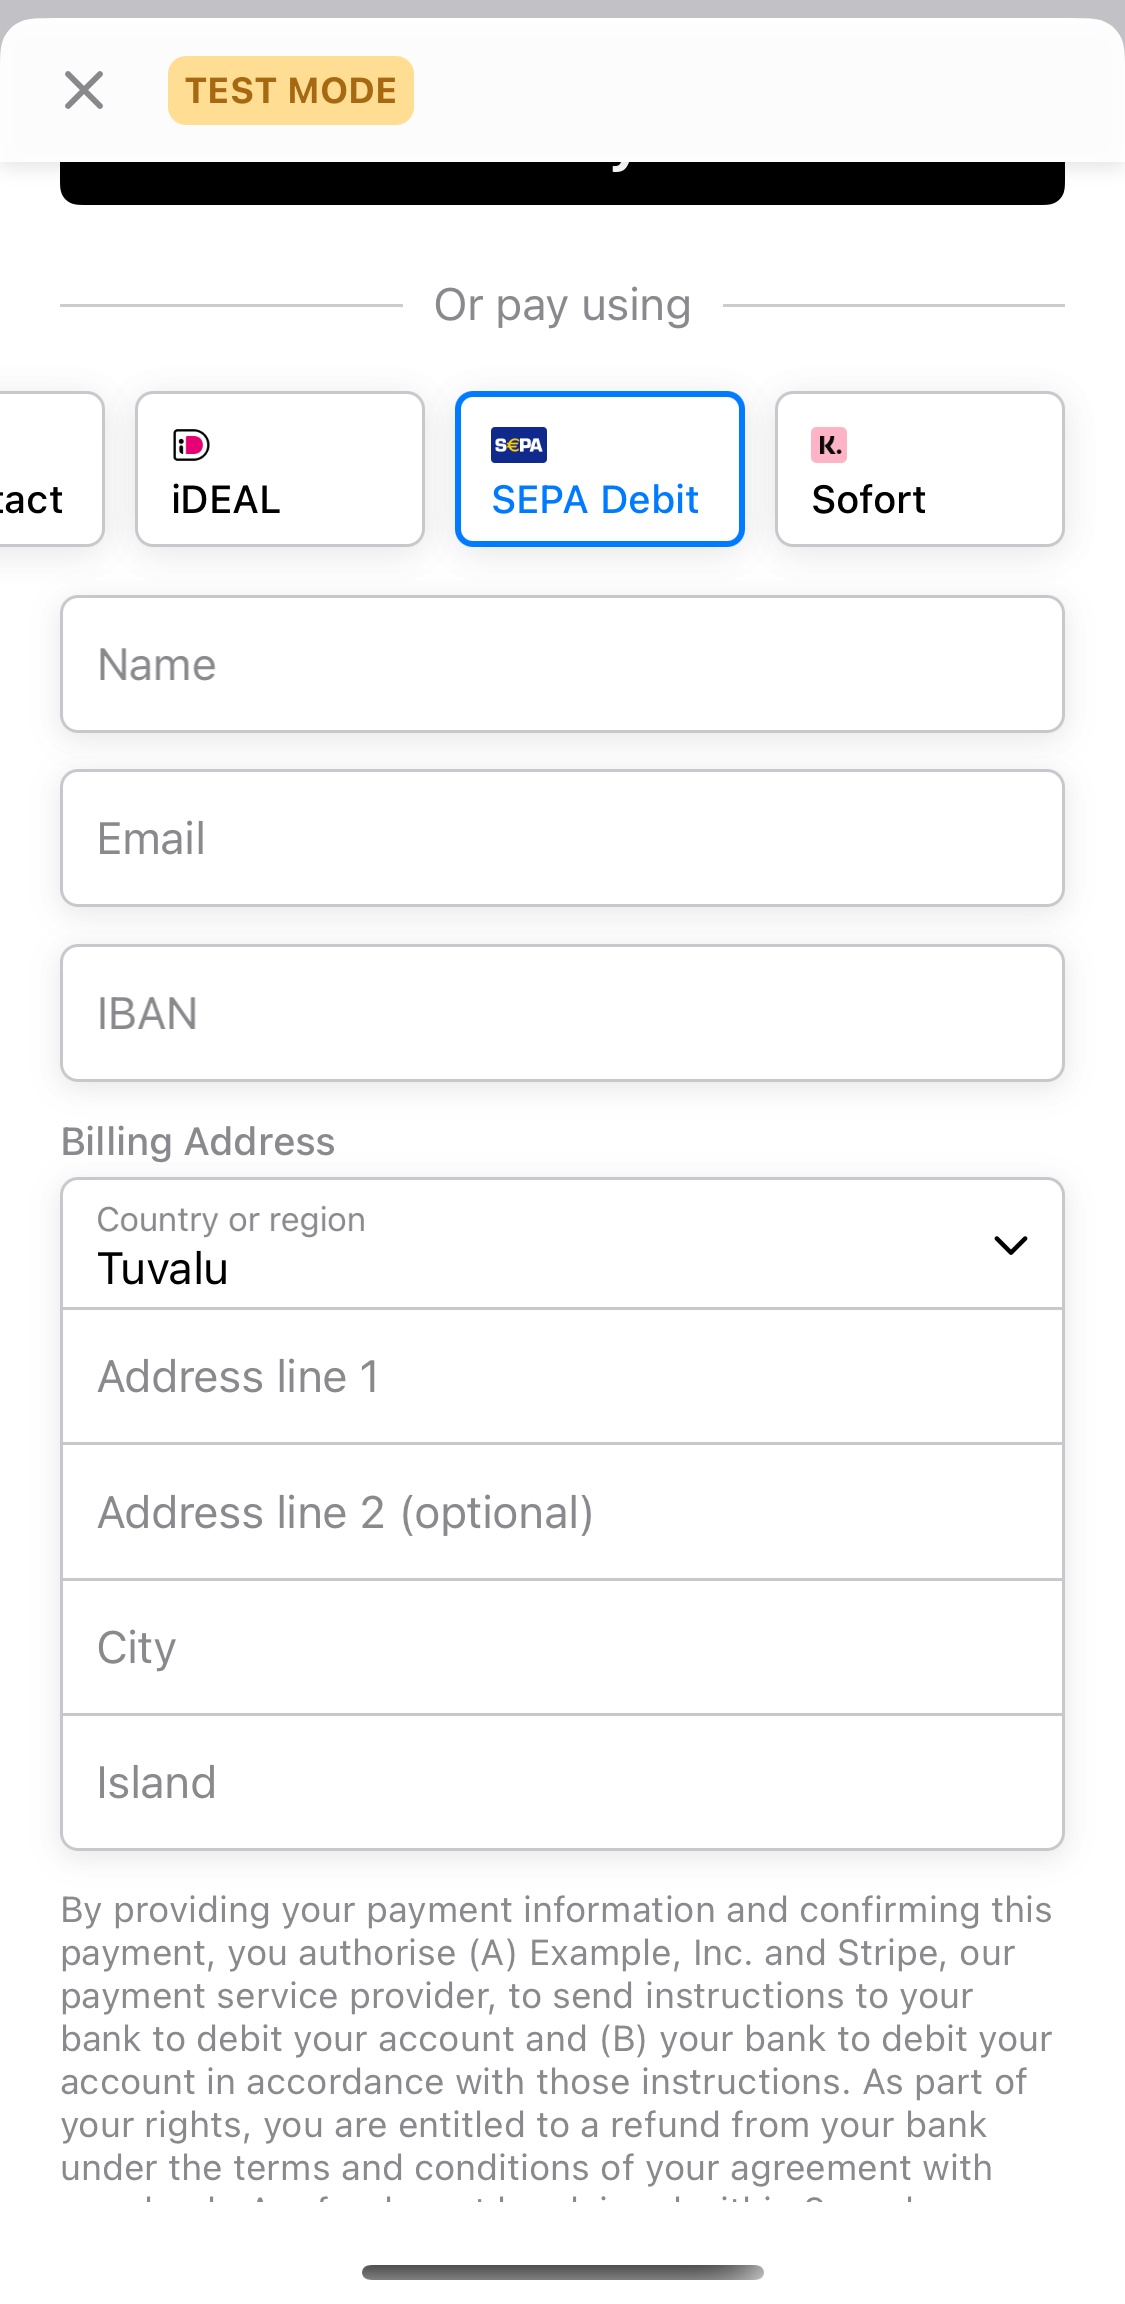 TEST MODE
Or pay using
tact
iDEAL
SEPA
SEPA Debit
K.
Sofort
Name
Email
IBAN
Billing Address
Country or region
Tuvalu
Address line 1
Address line 2 (optional)
City
Island
By providing your payment information and confirming this
payment, you authorise (A) Example, Inc. and Stripe, our
payment service provider, to send instructions to your
bank to debit your account and (B) your bank to debit your
account in accordance with those instructions. As part of
your rights, you are entitled to a refund from your bank
under the terms and conditions of your agreement with